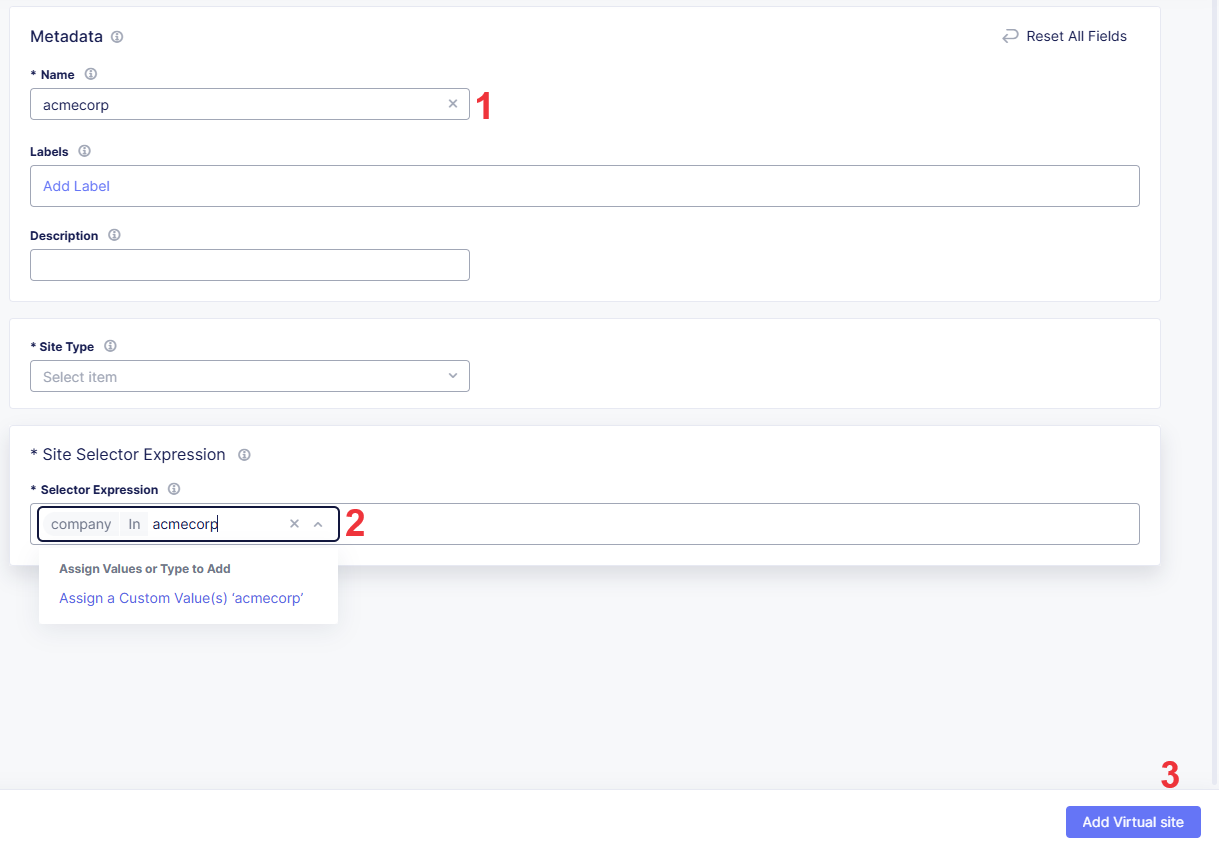 Metadata
Reset All Fields
* Name
acmecorp
1
Labels
Add Label
Description
* Site Type
Select item
* Site Selector Expression
* Selector Expression
company In acmecorp
2
Assign Values or Type to Add
Assign a Custom Value(s) ‘acmecorp’
3
Add Virtual site